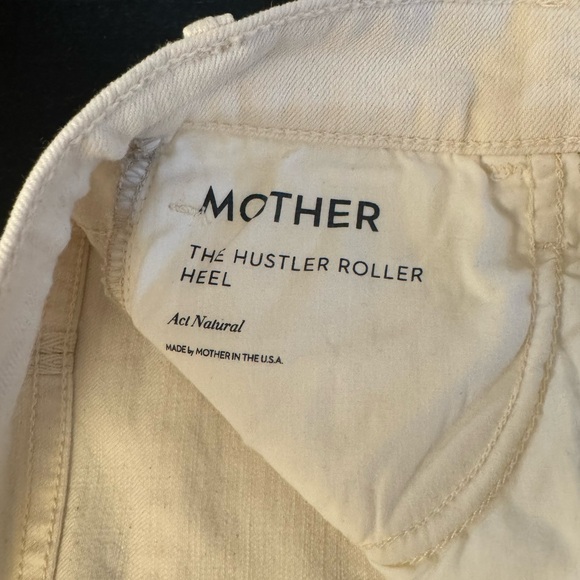 MOTHER
THE HUSTLER ROLLER
HEEL
Act Natural
MADE by MOTHER IN THE U.S.A.